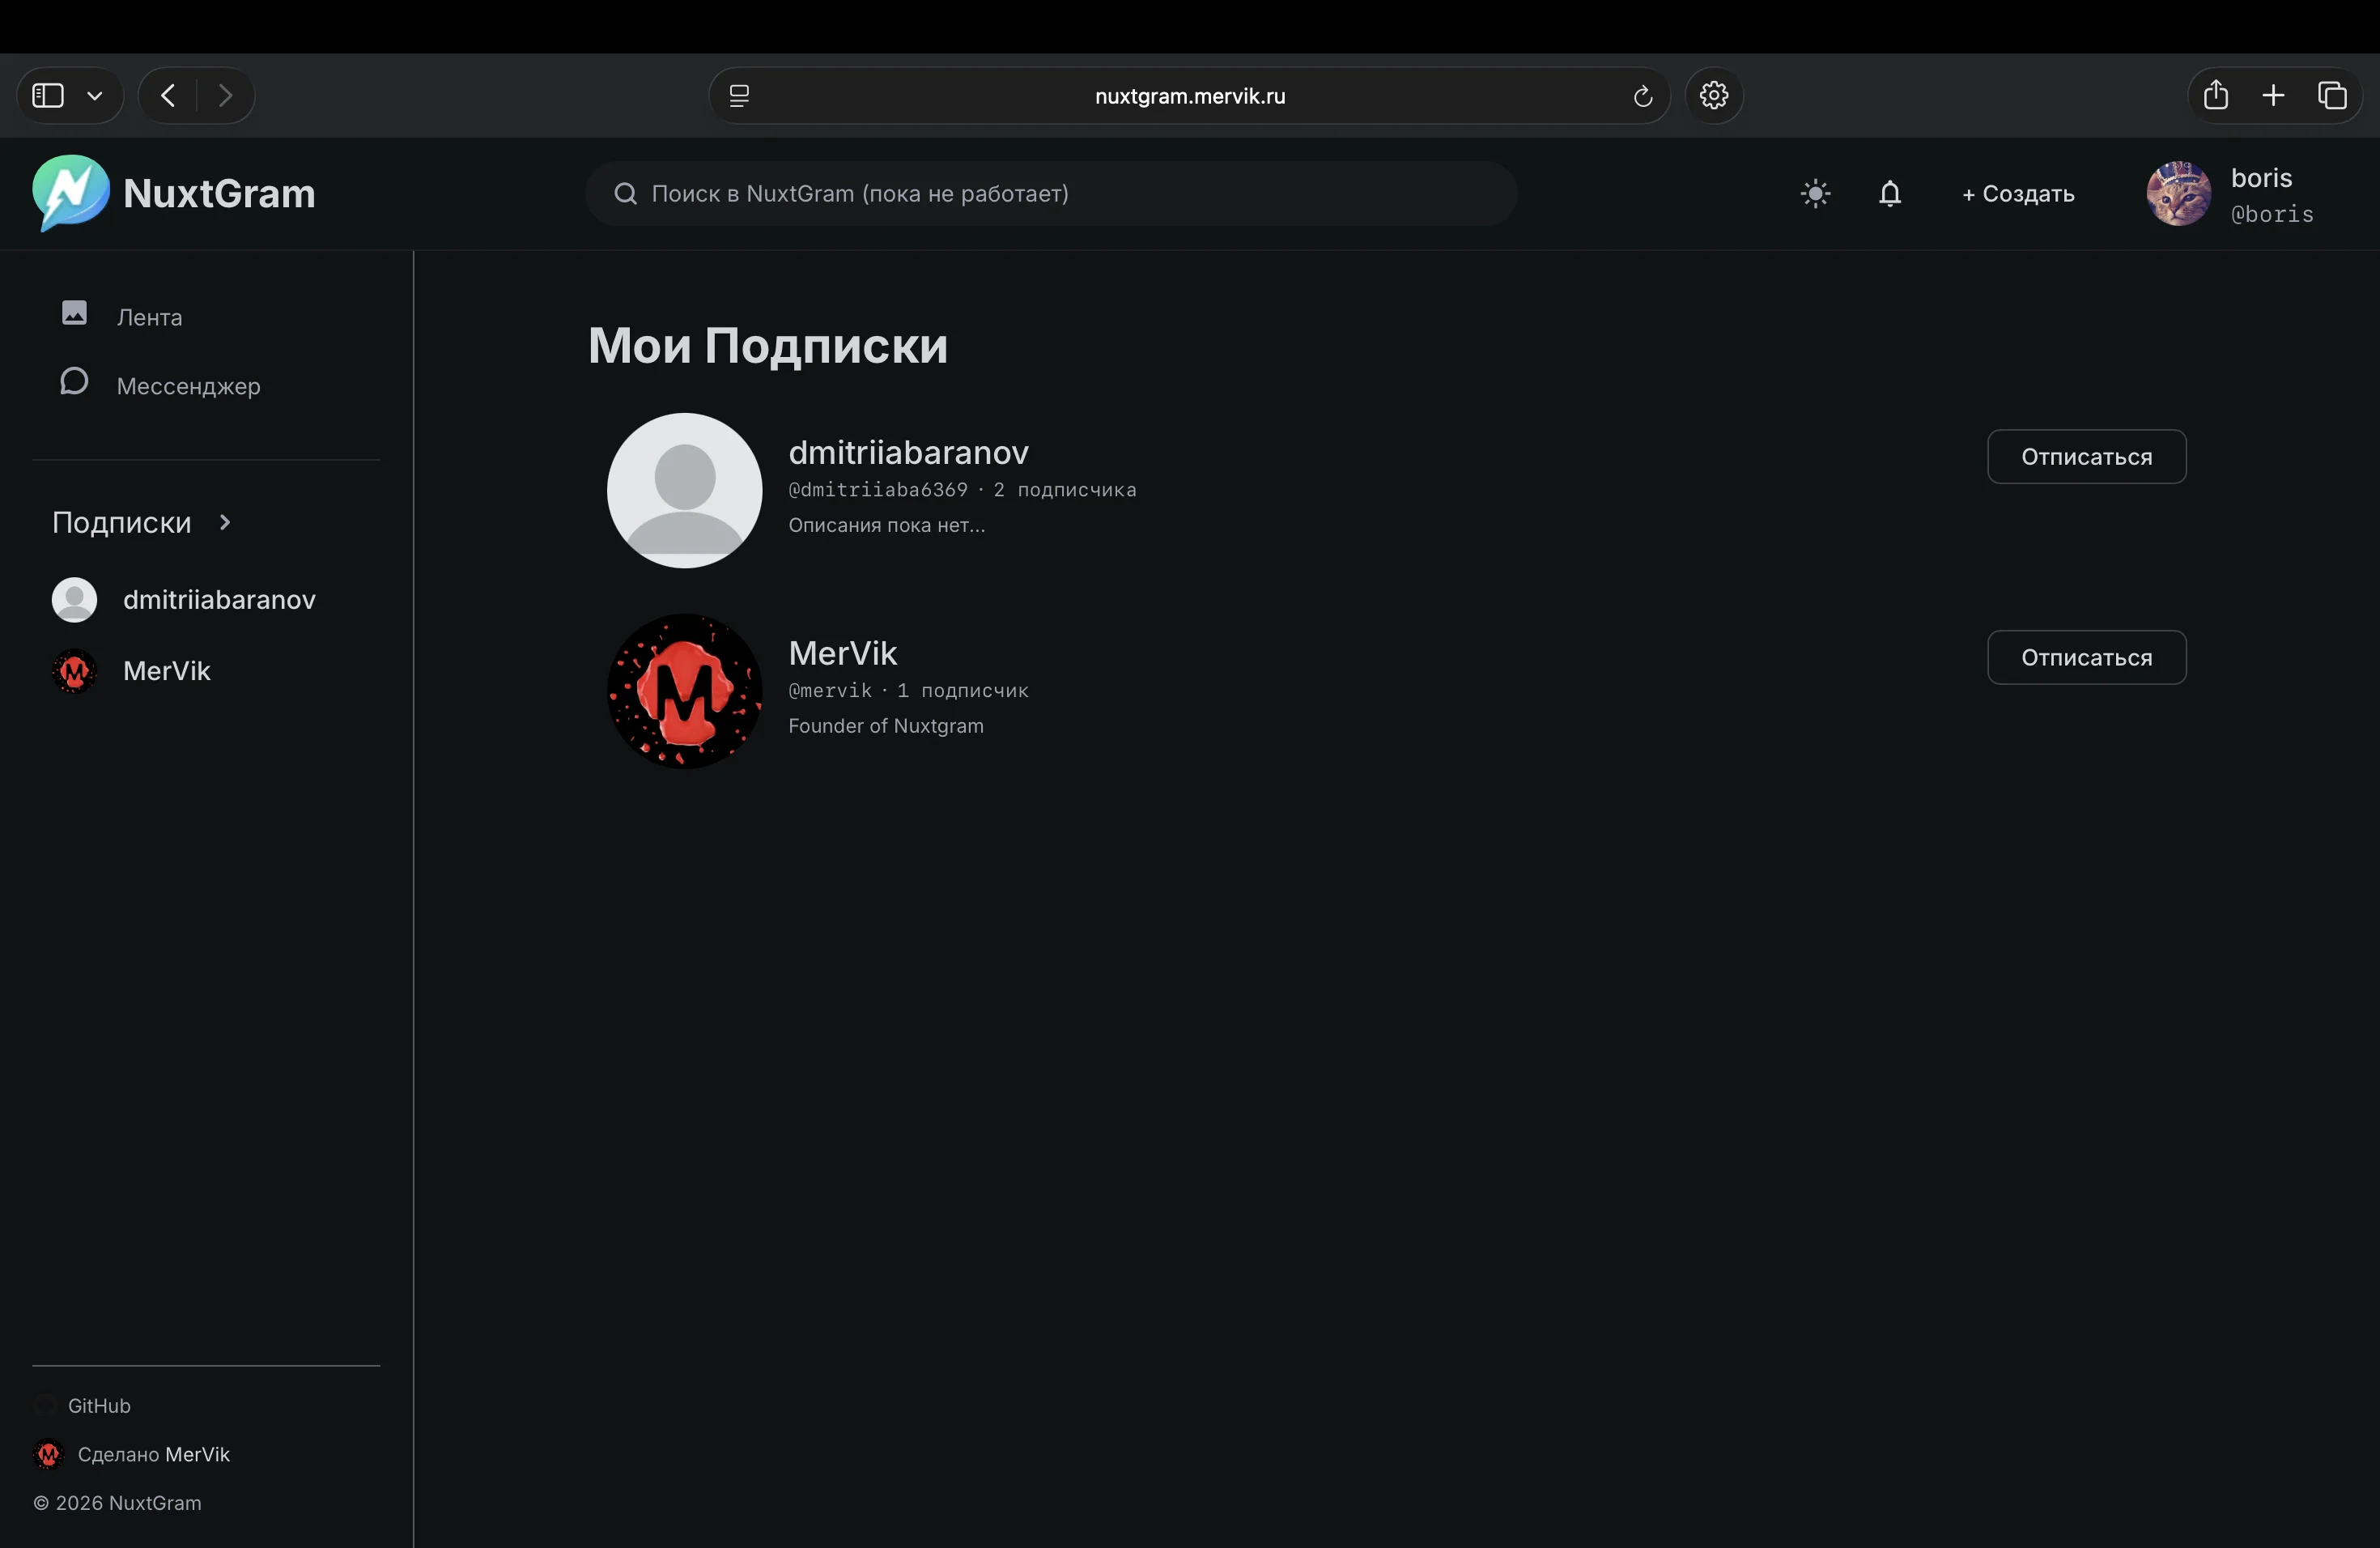 nuxtgram.mervik.ru
NuxtGram
Поиск в NuxtGram (пока не работает)
+ Создать
boris
@boris
Лента
Мессенджер
Подписки
dmitriiabaranov
MerVik
Мои Подписки
dmitriiabaranov
@dmitriiaba6369 · 2 подписчика
Описания пока нет...
Отписаться
MerVik
@mervik · 1 подписчик
Founder of Nuxtgram
Отписаться
GitHub
Сделано MerVik
© 2026 NuxtGram